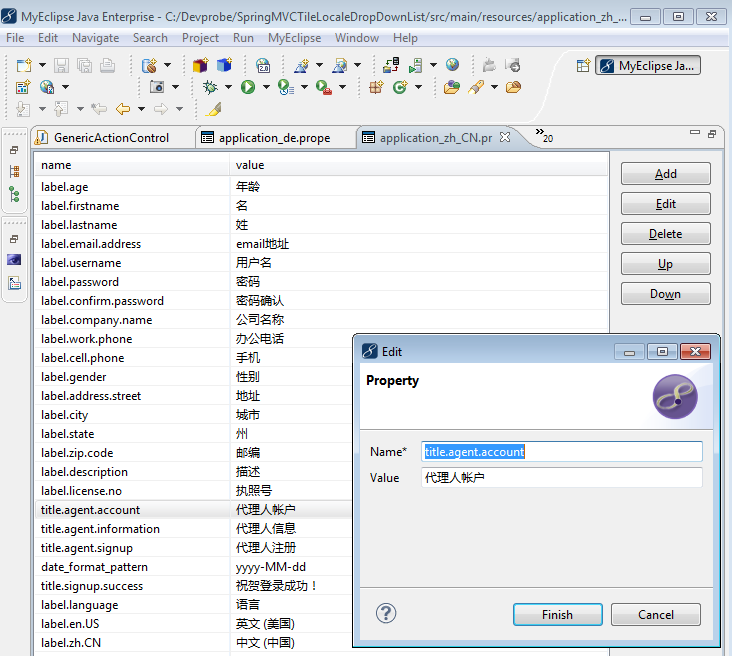 MyEclipse Java Enterprise - C:/Devprobe/SpringMVCTileLocaleDropDownList/src/main/resources/application_zh_...
File Edit Navigate Search Project Run MyEclipse Window Help
MyEclipse Ja...
GenericActionControl application_de.prope application_zh_CN.pr »20
name value
label.age 年龄
label.firstname 名
label.lastname 姓
label.email.address email地址
label.username 用户名
label.password 密码
label.confirm.password 密码确认
label.company.name 公司名称
label.work.phone 办公电话
label.cell.phone 手机
label.gender 性别
label.address.street 地址
label.city 城市
label.state 州
label.zip.code 邮编
label.description 描述
label.license.no 执照号
title.agent.account 代理人帐户
title.agent.information 代理人信息
title.agent.signup 代理人注册
date_format_pattern yyyy-MM-dd
title.signup.success 祝贺登录成功！
label.language 语言
label.en.US 英文 (美国)
label.zh.CN 中文 (中国)
Add
Edit
Delete
Up
Down
Edit
Property
Name* title.agent.account
Value 代理人帐户
Finish Cancel